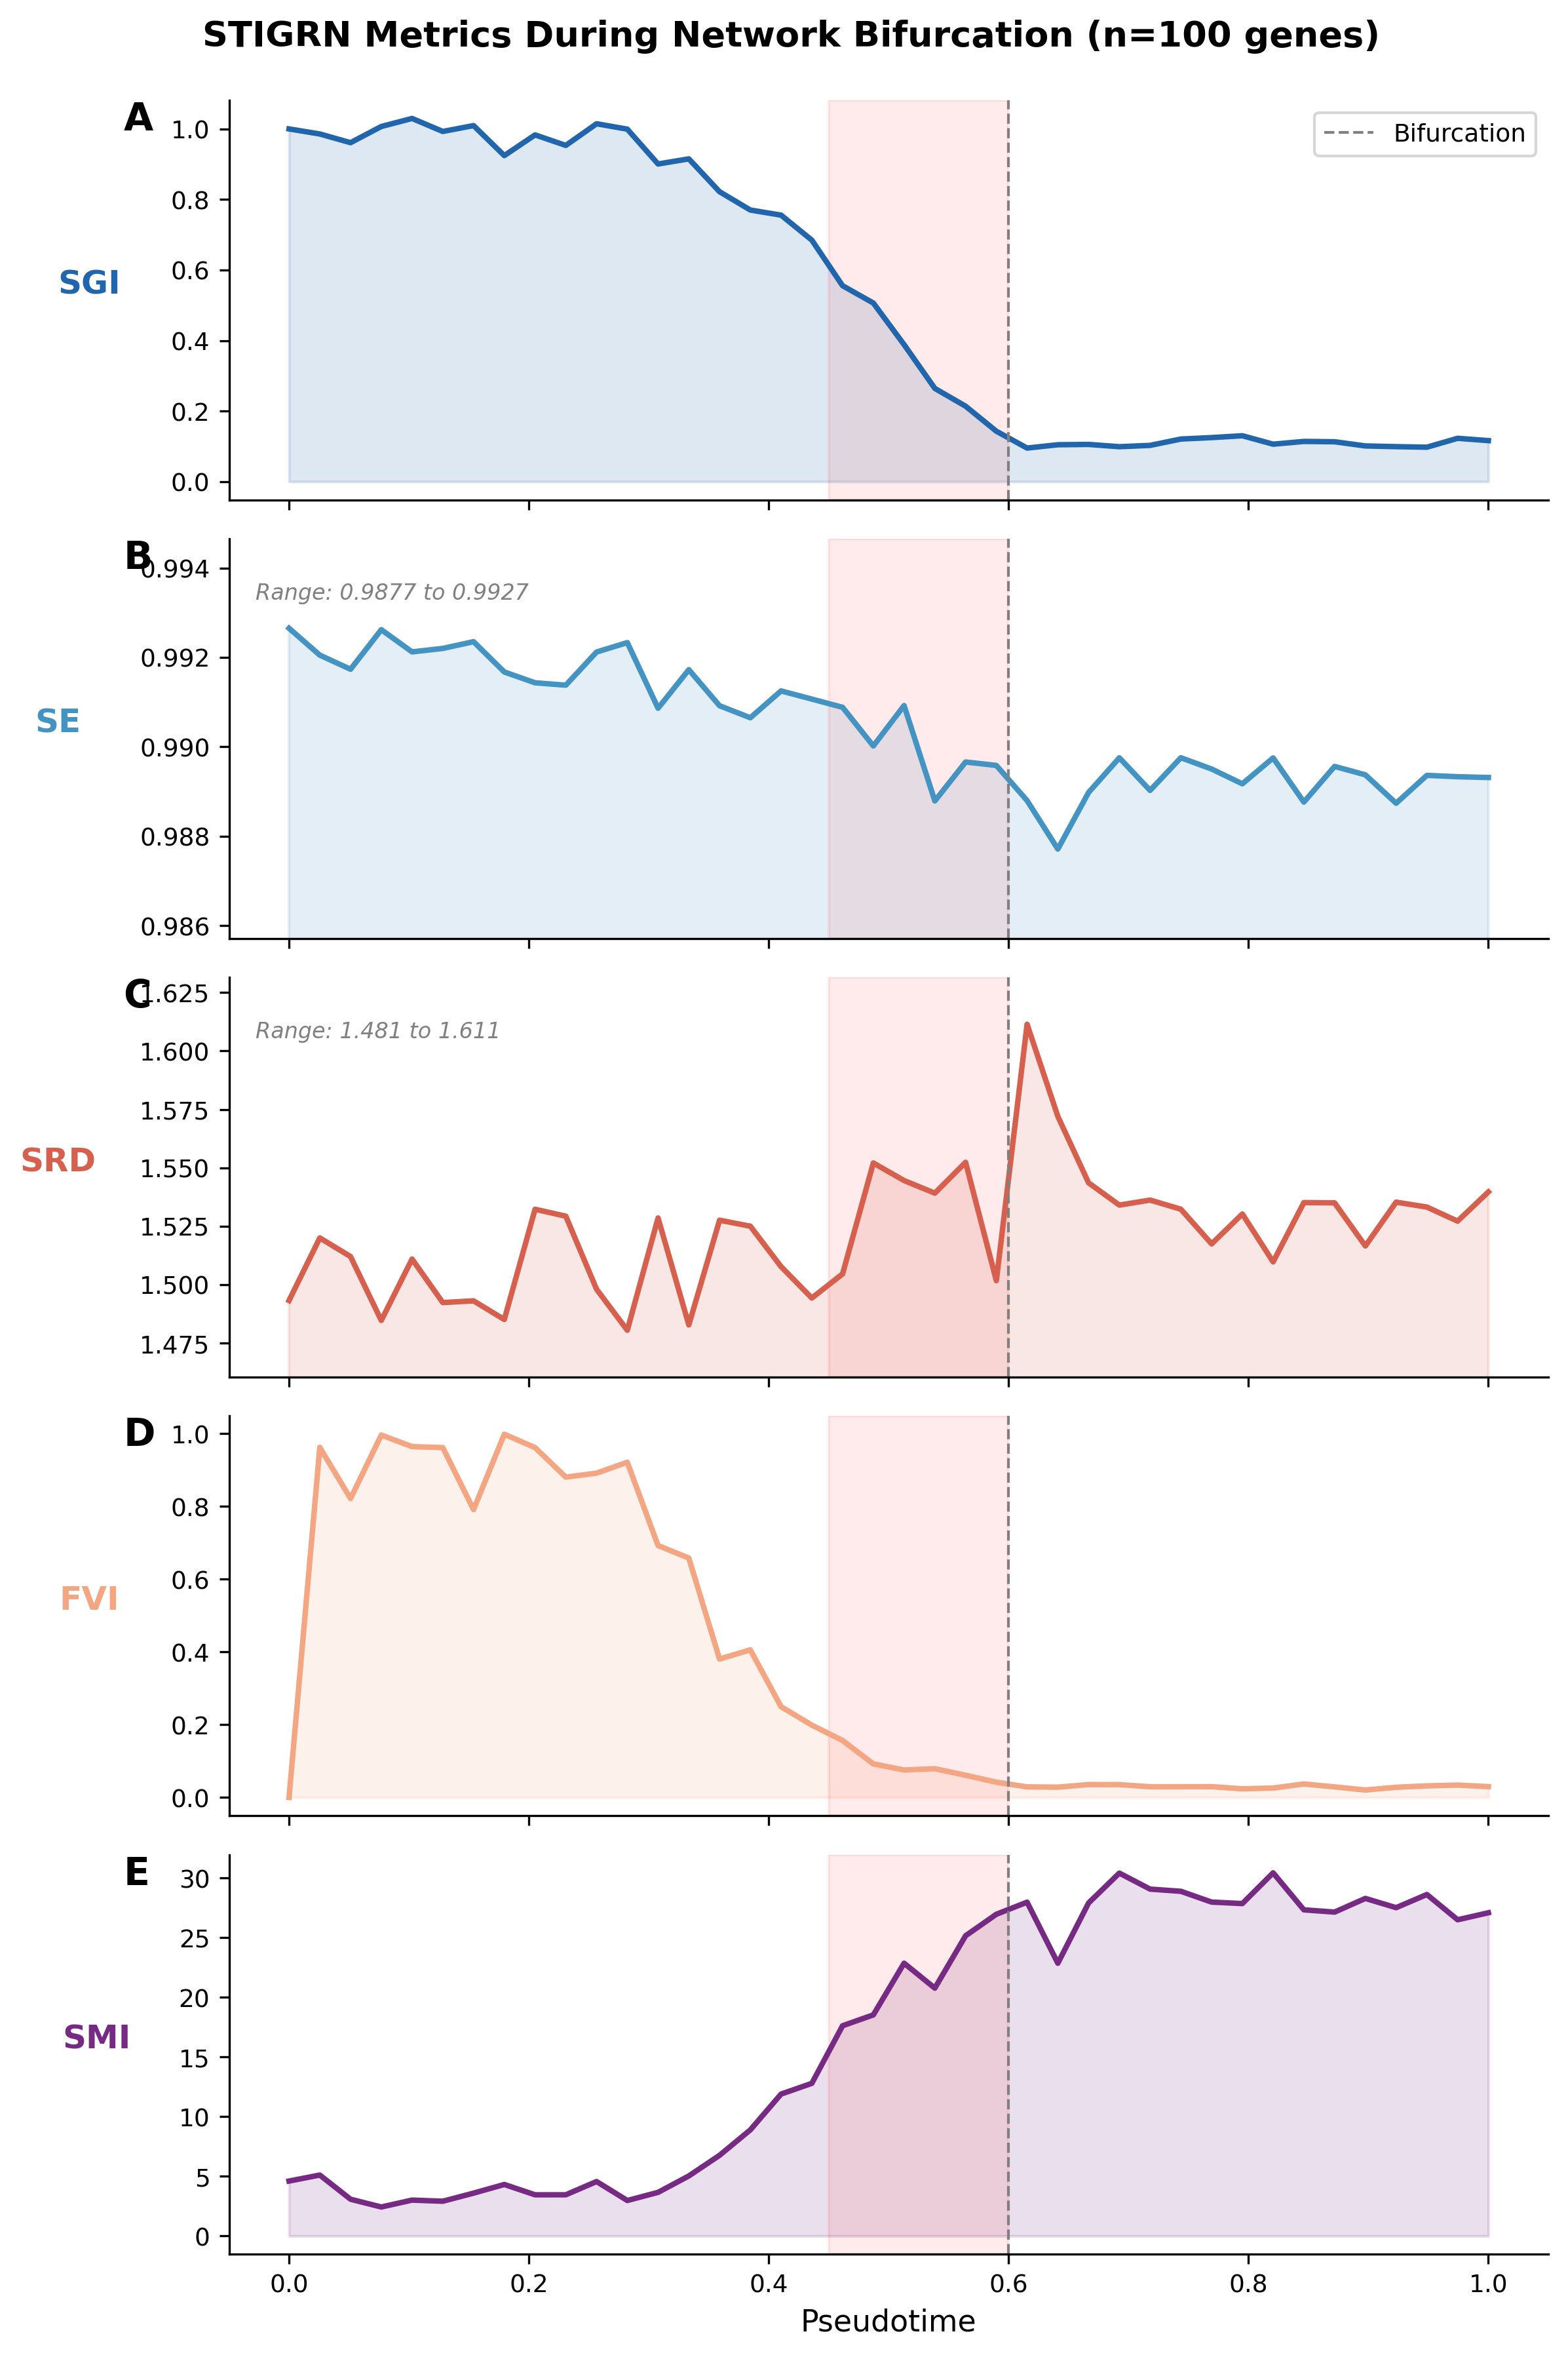 STIGRN Metrics During Network Bifurcation (n=100 genes)
A
1.0
0.8
0.6
0.4
0.2
0.0
SGI
Bifurcation
B
0.994
0.992
0.990
0.988
0.986
SE
Range: 0.9877 to 0.9927
C
1.625
1.600
1.575
1.550
1.525
1.500
1.475
SRD
Range: 1.481 to 1.611
D
1.0
0.8
0.6
0.4
0.2
0.0
FVI
E
30
25
20
15
10
5
0
SMI
0.0 0.2 0.4 0.6 0.8 1.0
Pseudotime